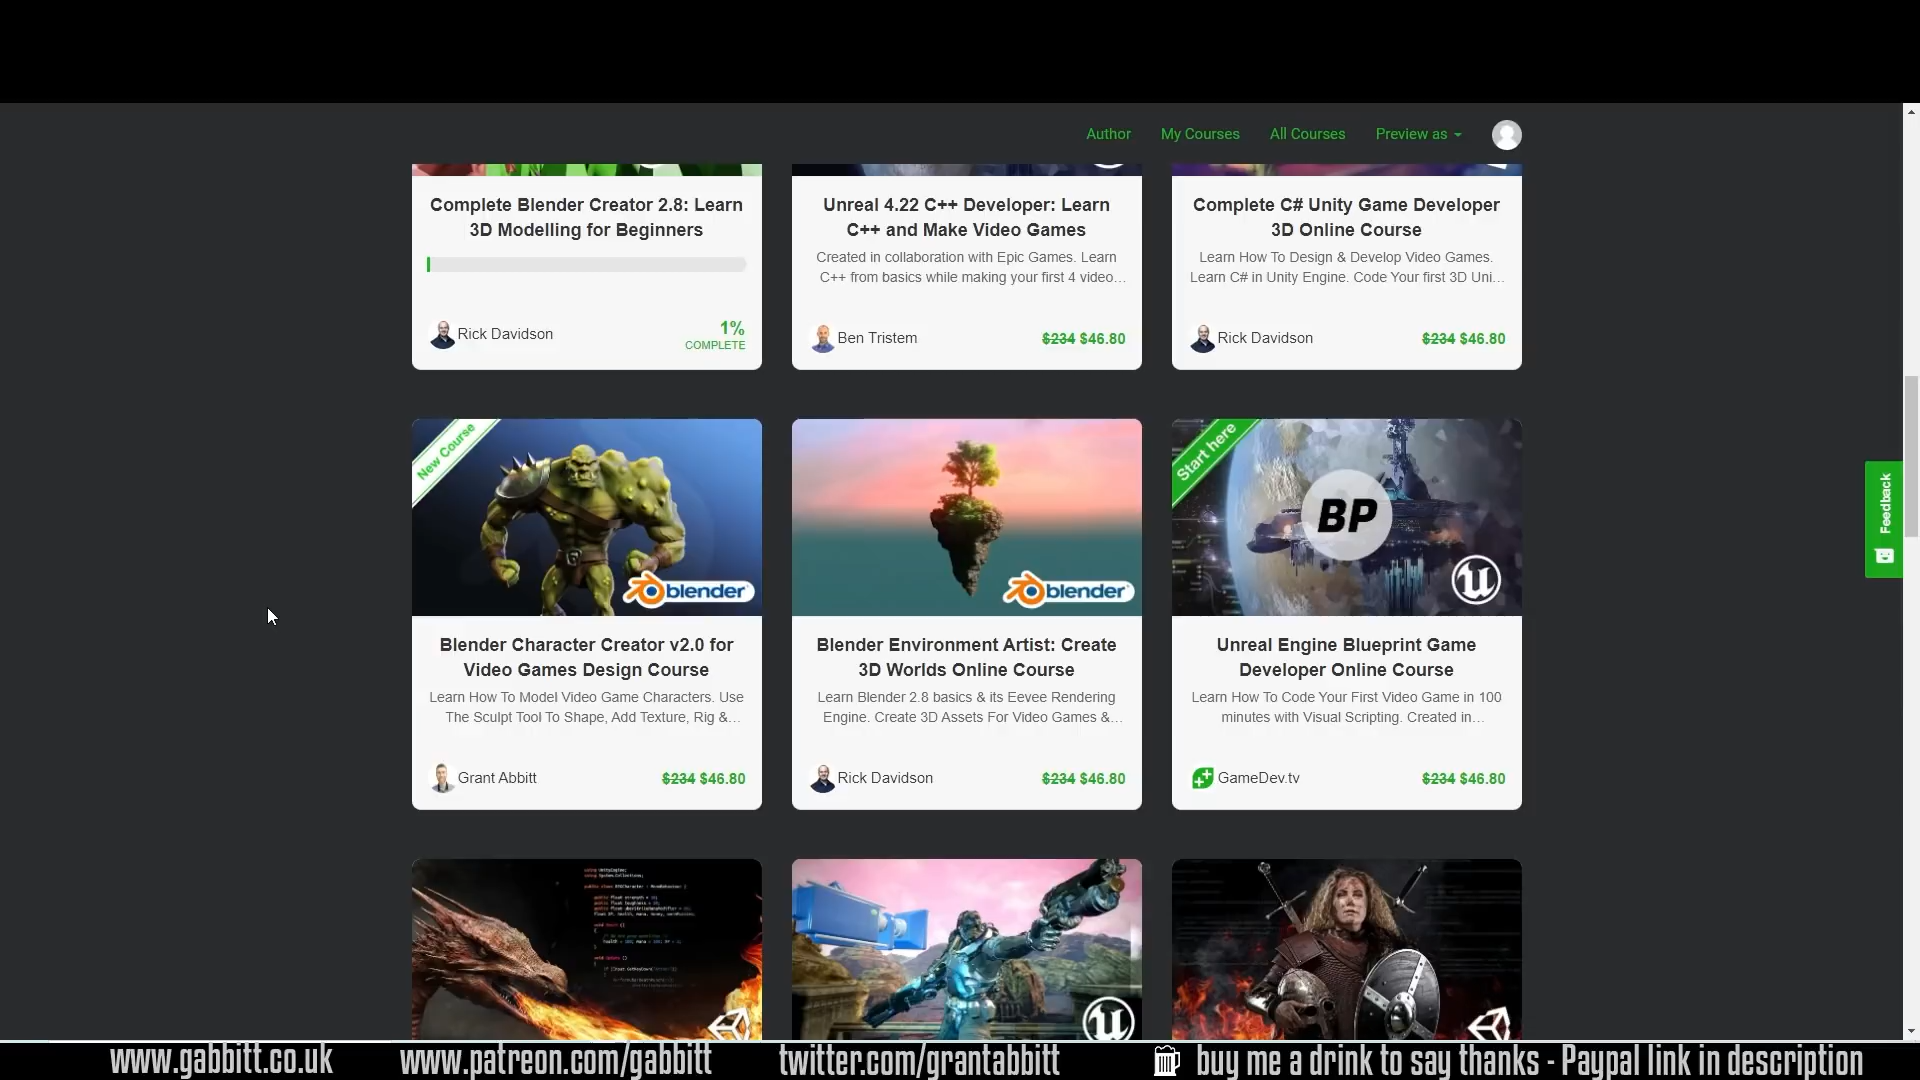 Author My Courses All Courses Preview as
Complete Blender Creator 2.8: Learn
3D Modelling for Beginners
Rick Davidson
1%
COMPLETE
Unreal 4.22 C++ Developer: Learn
C++ and Make Video Games
Created in collaboration with Epic Games. Learn
C++ from basics while making your first 4 video...
Ben Tristem
$234 $46.80
Complete C# Unity Game Developer
3D Online Course
Learn How To Design & Develop Video Games.
Learn C# in Unity Engine. Code Your first 3D Uni...
Rick Davidson
$234 $46.80
New Course
blender
Blender Character Creator v2.0 for
Video Games Design Course
Learn How To Model Video Game Characters. Use
The Sculpt Tool To Shape, Add Texture, Rig &...
Grant Abbitt
$234 $46.80
blender
Blender Environment Artist: Create
3D Worlds Online Course
Learn Blender 2.8 basics & its Eevee Rendering
Engine. Create 3D Assets For Video Games &...
Rick Davidson
$234 $46.80
Start here
BP
Unreal Engine Blueprint Game
Developer Online Course
Learn How To Code Your First Video Game in 100
minutes with Visual Scripting. Created in...
GameDev.tv
$234 $46.80
Feedback
www.gabbitt.co.uk www.patreon.com/gabbitt twitter.com/grantabbitt buy me a drink to say thanks - Paypal link in description